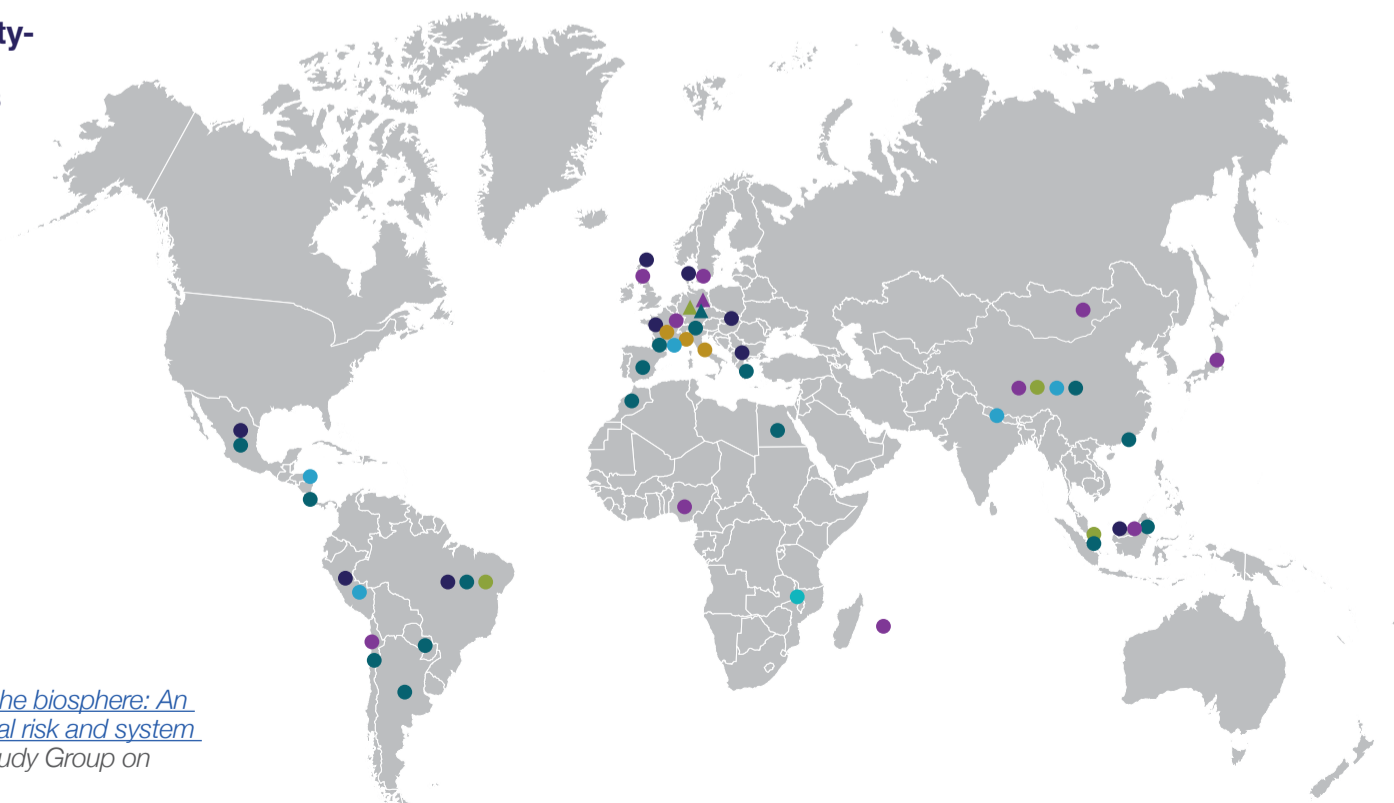 ty-
he biosphere: An
al risk and system
udy Group on